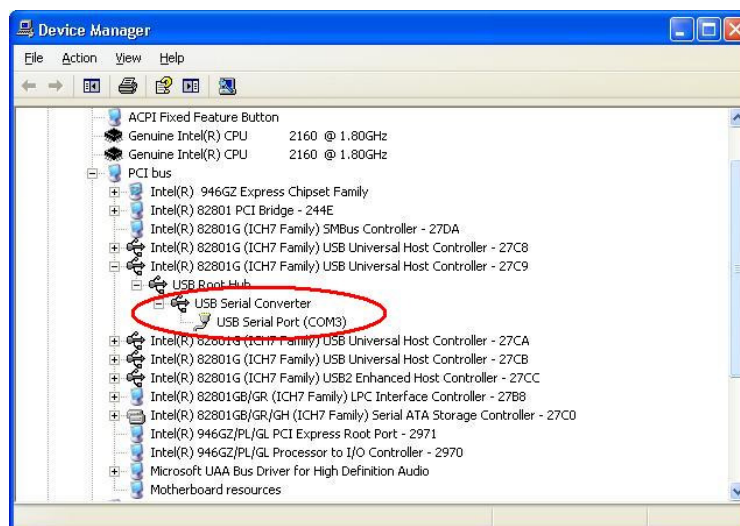 Device Manager
File Action View Help
ACPI Fixed Feature Button
Genuine Intel(R) CPU 2160 @ 1.80GHz
Genuine Intel(R) CPU 2160 @ 1.80GHz
PCI bus
Intel(R) 946GZ Express Chipset Family
Intel(R) 82801 PCI Bridge - 244E
Intel(R) 82801G (ICH7 Family) SMBus Controller - 27DA
Intel(R) 82801G (ICH7 Family) USB Universal Host Controller - 27C8
Intel(R) 82801G (ICH7 Family) USB Universal Host Controller - 27C9
USB Root Hub
USB Serial Converter
USB Serial Port (COM3)
Intel(R) 82801G (ICH7 Family) USB Universal Host Controller - 27CA
Intel(R) 82801G (ICH7 Family) USB Universal Host Controller - 27CB
Intel(R) 82801G (ICH7 Family) USB2 Enhanced Host Controller - 27CC
Intel(R) 82801GB/GR (ICH7 Family) LPC Interface Controller - 27B8
Intel(R) 82801GB/GR/GH (ICH7 Family) Serial ATA Storage Controller - 27C0
Intel(R) 946GZ/PL/GL PCI Express Root Port - 2971
Intel(R) 946GZ/PL/GL Processor to I/O Controller - 2970
Microsoft UAA Bus Driver for High Definition Audio
Motherboard resources